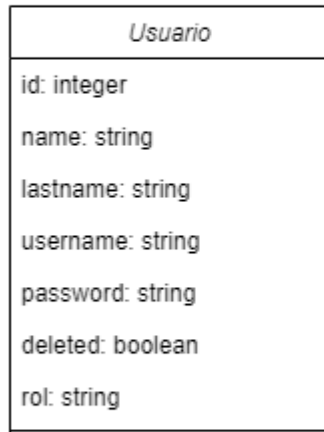 Usuario
id: integer
name: string
lastname: string
username: string
password: string
deleted: boolean
rol: string